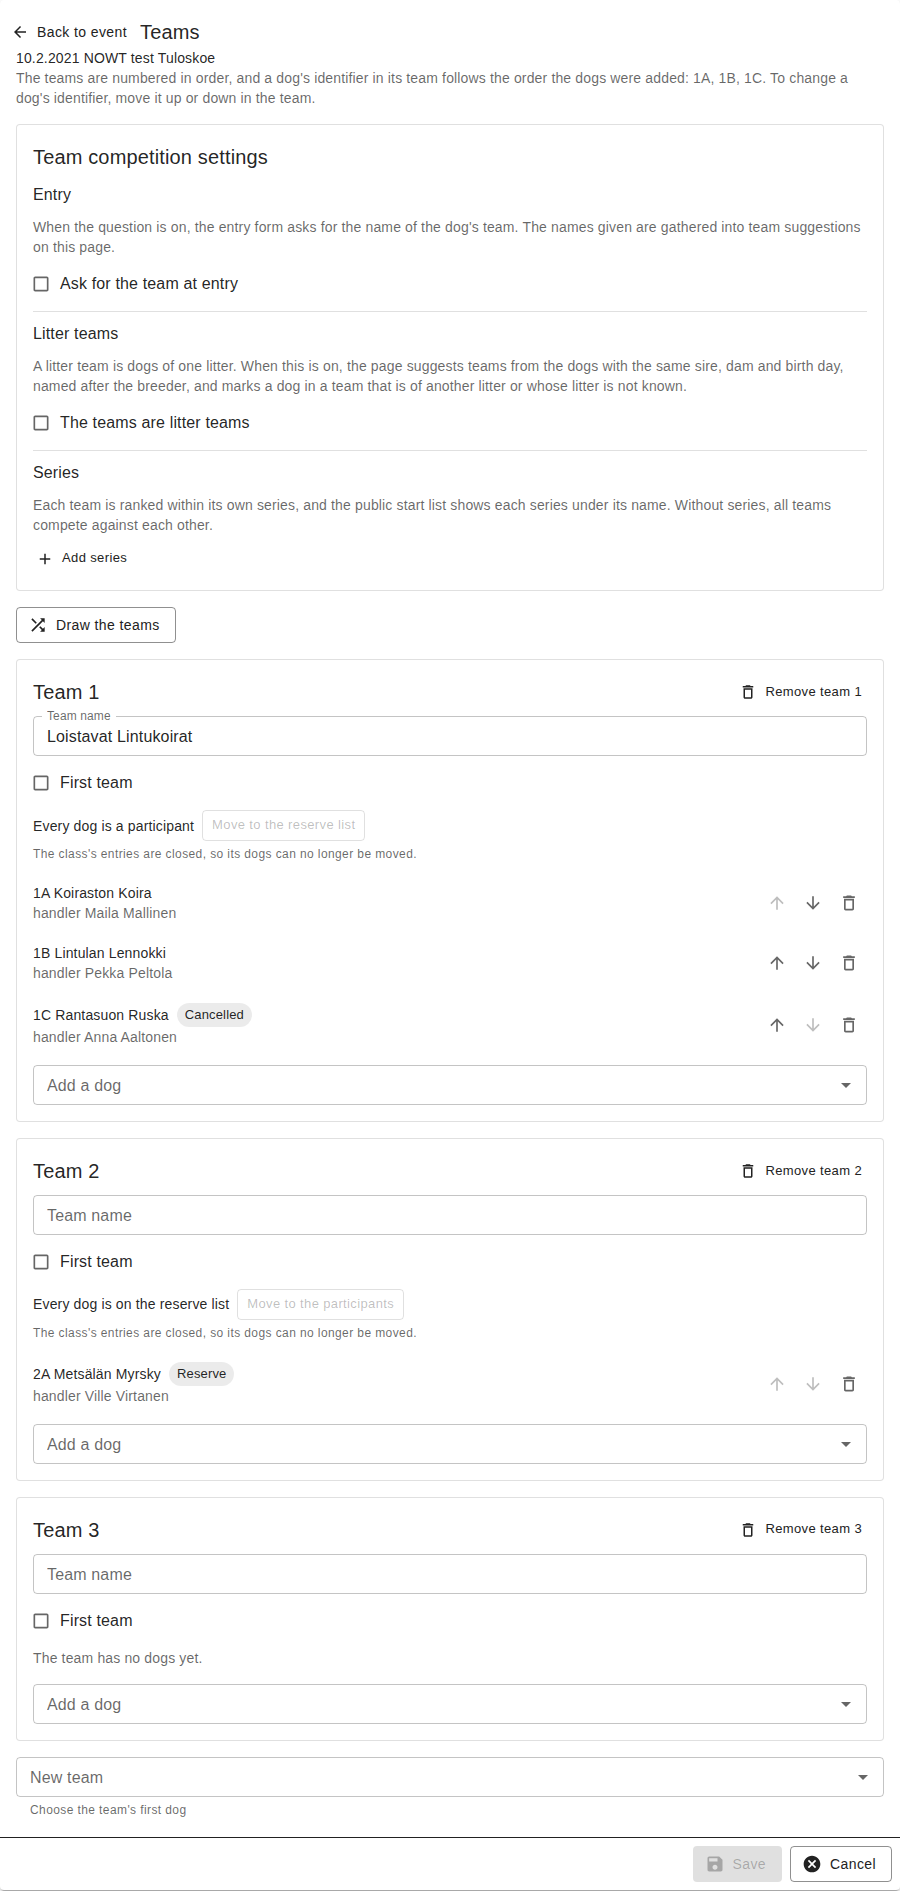 Back to event Teams
10.2.2021 NOWT test Tuloskoe
The teams are numbered in order, and a dog's identifier in its team follows the order the dogs were added: 1A, 1B, 1C. To change a
dog's identifier, move it up or down in the team.
Team competition settings
Entry
When the question is on, the entry form asks for the name of the dog's team. The names given are gathered into team suggestions
on this page.
Ask for the team at entry
Litter teams
A litter team is dogs of one litter. When this is on, the page suggests teams from the dogs with the same sire, dam and birth day,
named after the breeder, and marks a dog in a team that is of another litter or whose litter is not known.
The teams are litter teams
Series
Each team is ranked within its own series, and the public start list shows each series under its name. Without series, all teams
compete against each other.
Add series
Draw the teams
Team 1 Remove team 1
Team name
Loistavat Lintukoirat
First team
Every dog is a participant Move to the reserve list
The class's entries are closed, so its dogs can no longer be moved.
1A Koiraston Koira
handler Maila Mallinen
1B Lintulan Lennokki
handler Pekka Peltola
1C Rantasuon Ruska Cancelled
handler Anna Aaltonen
Add a dog
Team 2 Remove team 2
Team name
First team
Every dog is on the reserve list Move to the participants
The class's entries are closed, so its dogs can no longer be moved.
2A Metsälän Myrsky Reserve
handler Ville Virtanen
Add a dog
Team 3 Remove team 3
Team name
First team
The team has no dogs yet.
Add a dog
New team
Choose the team's first dog
Save Cancel